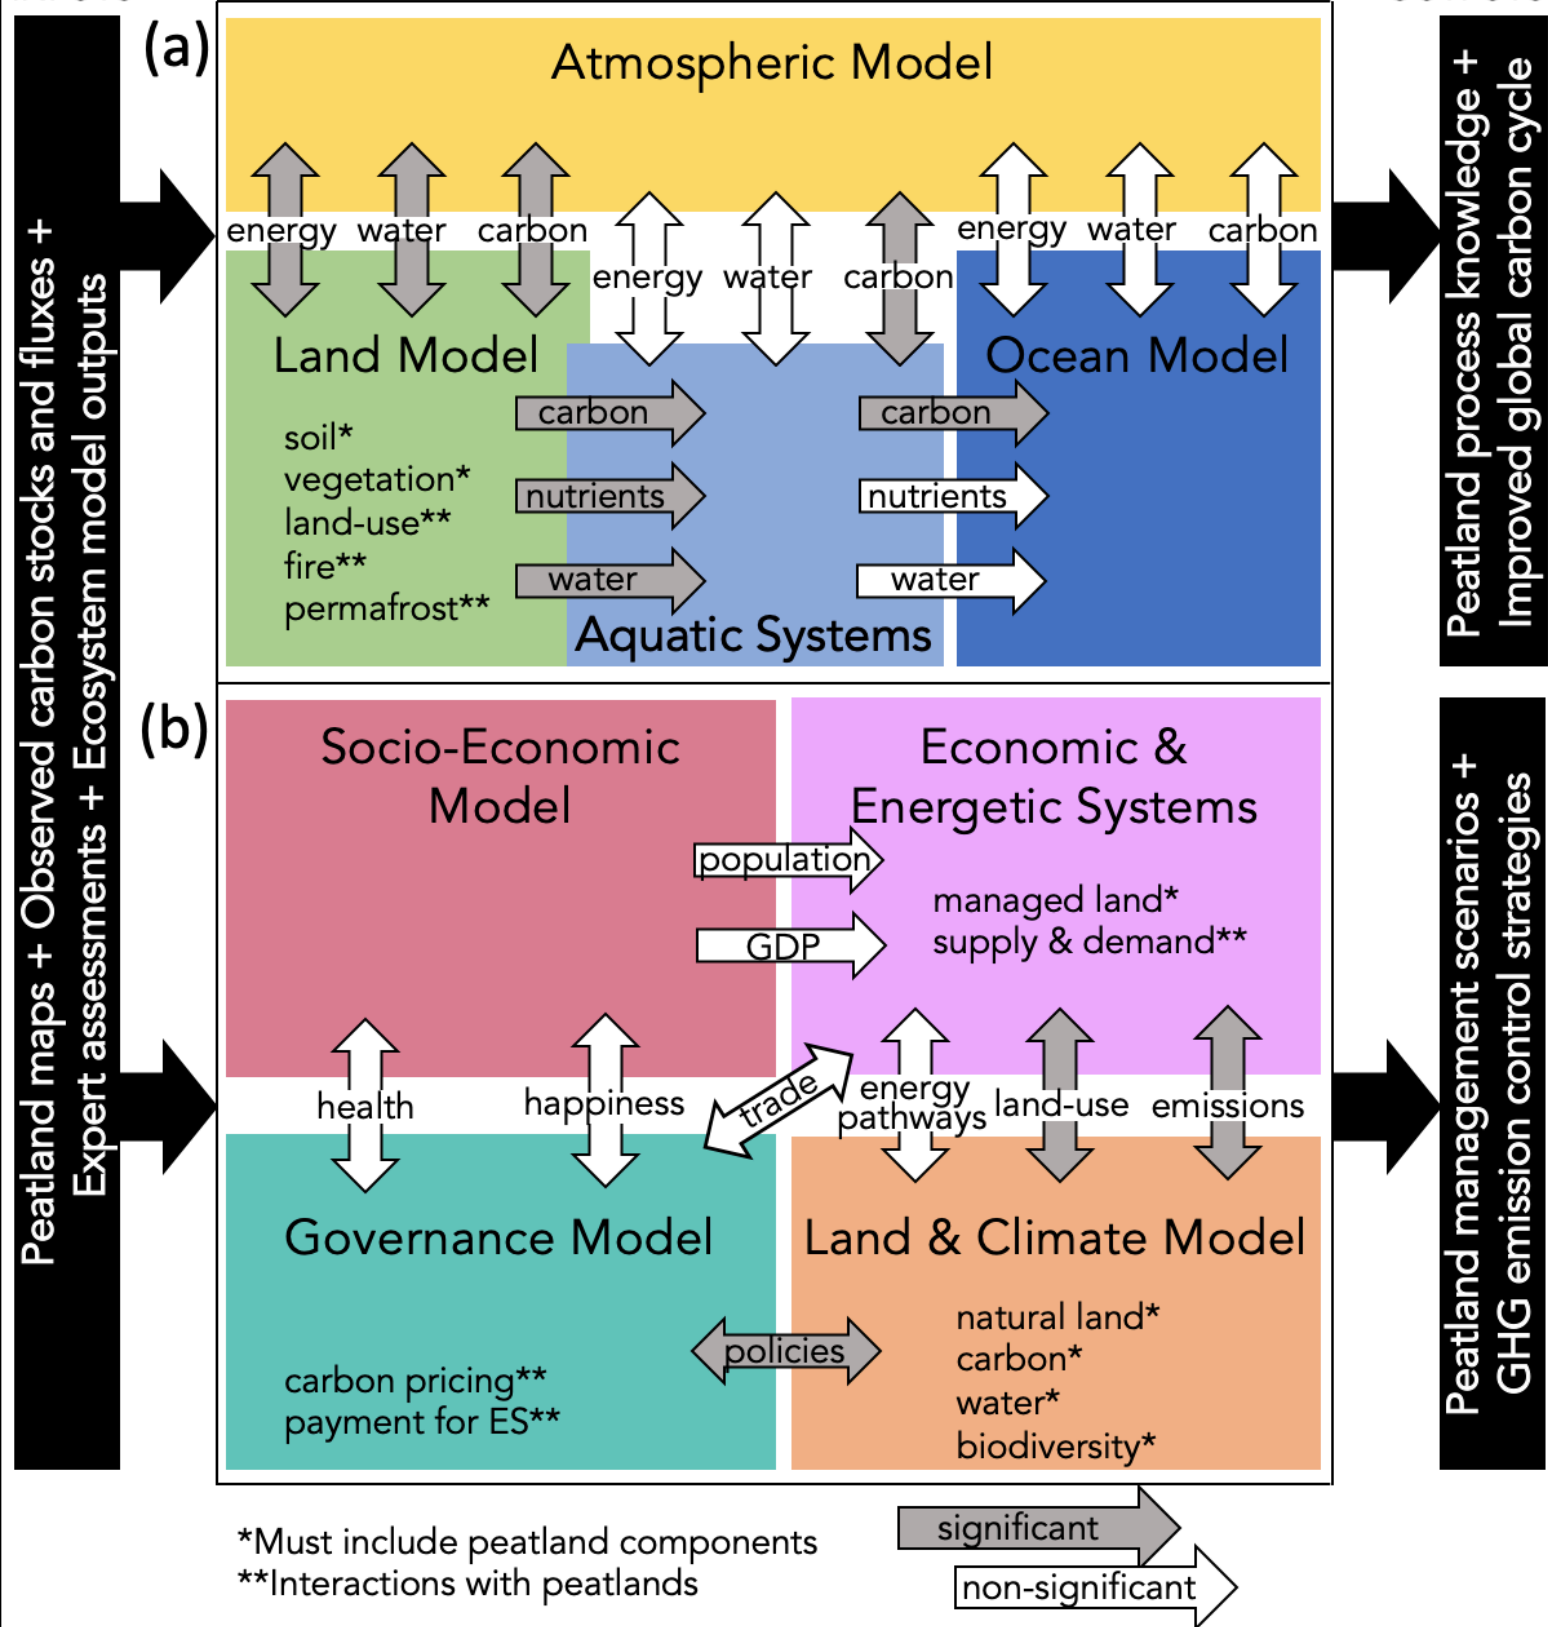 (a)
Atmospheric Model
energy
water
carbon
energy
water
carbon
energy
water
carbon
Land Model
soil*
vegetation*
land-use**
fire**
permafrost**
carbon
nutrients
water
Aquatic Systems
carbon
nutrients
water
Ocean Model
(b)
Socio-Economic
Model
Economic &
Energetic Systems
population
GDP
managed land*
supply & demand**
health
happiness
trade
energy
pathways
land-use
emissions
Governance Model
carbon pricing**
payment for ES**
policies
Land & Climate Model
natural land*
carbon*
water*
biodiversity*
Peatland maps + Observed carbon stocks and fluxes +
Expert assessments + Ecosystem model outputs
Peatland process knowledge +
Improved global carbon cycle
Peatland management scenarios +
GHG emission control strategies
*Must include peatland components
**Interactions with peatlands
significant
non-significant